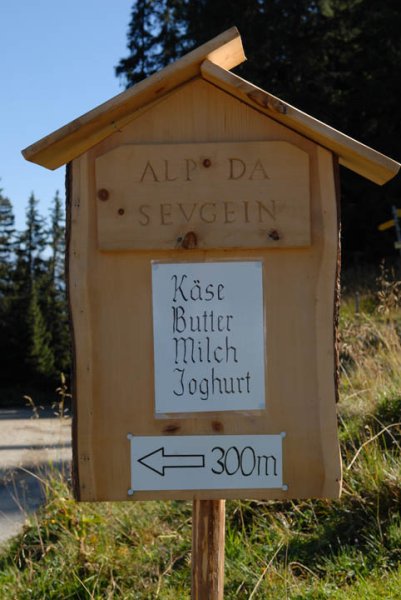 ALP DA
SEVGEIN
Käse
Butter
Milch
Joghurt
300m